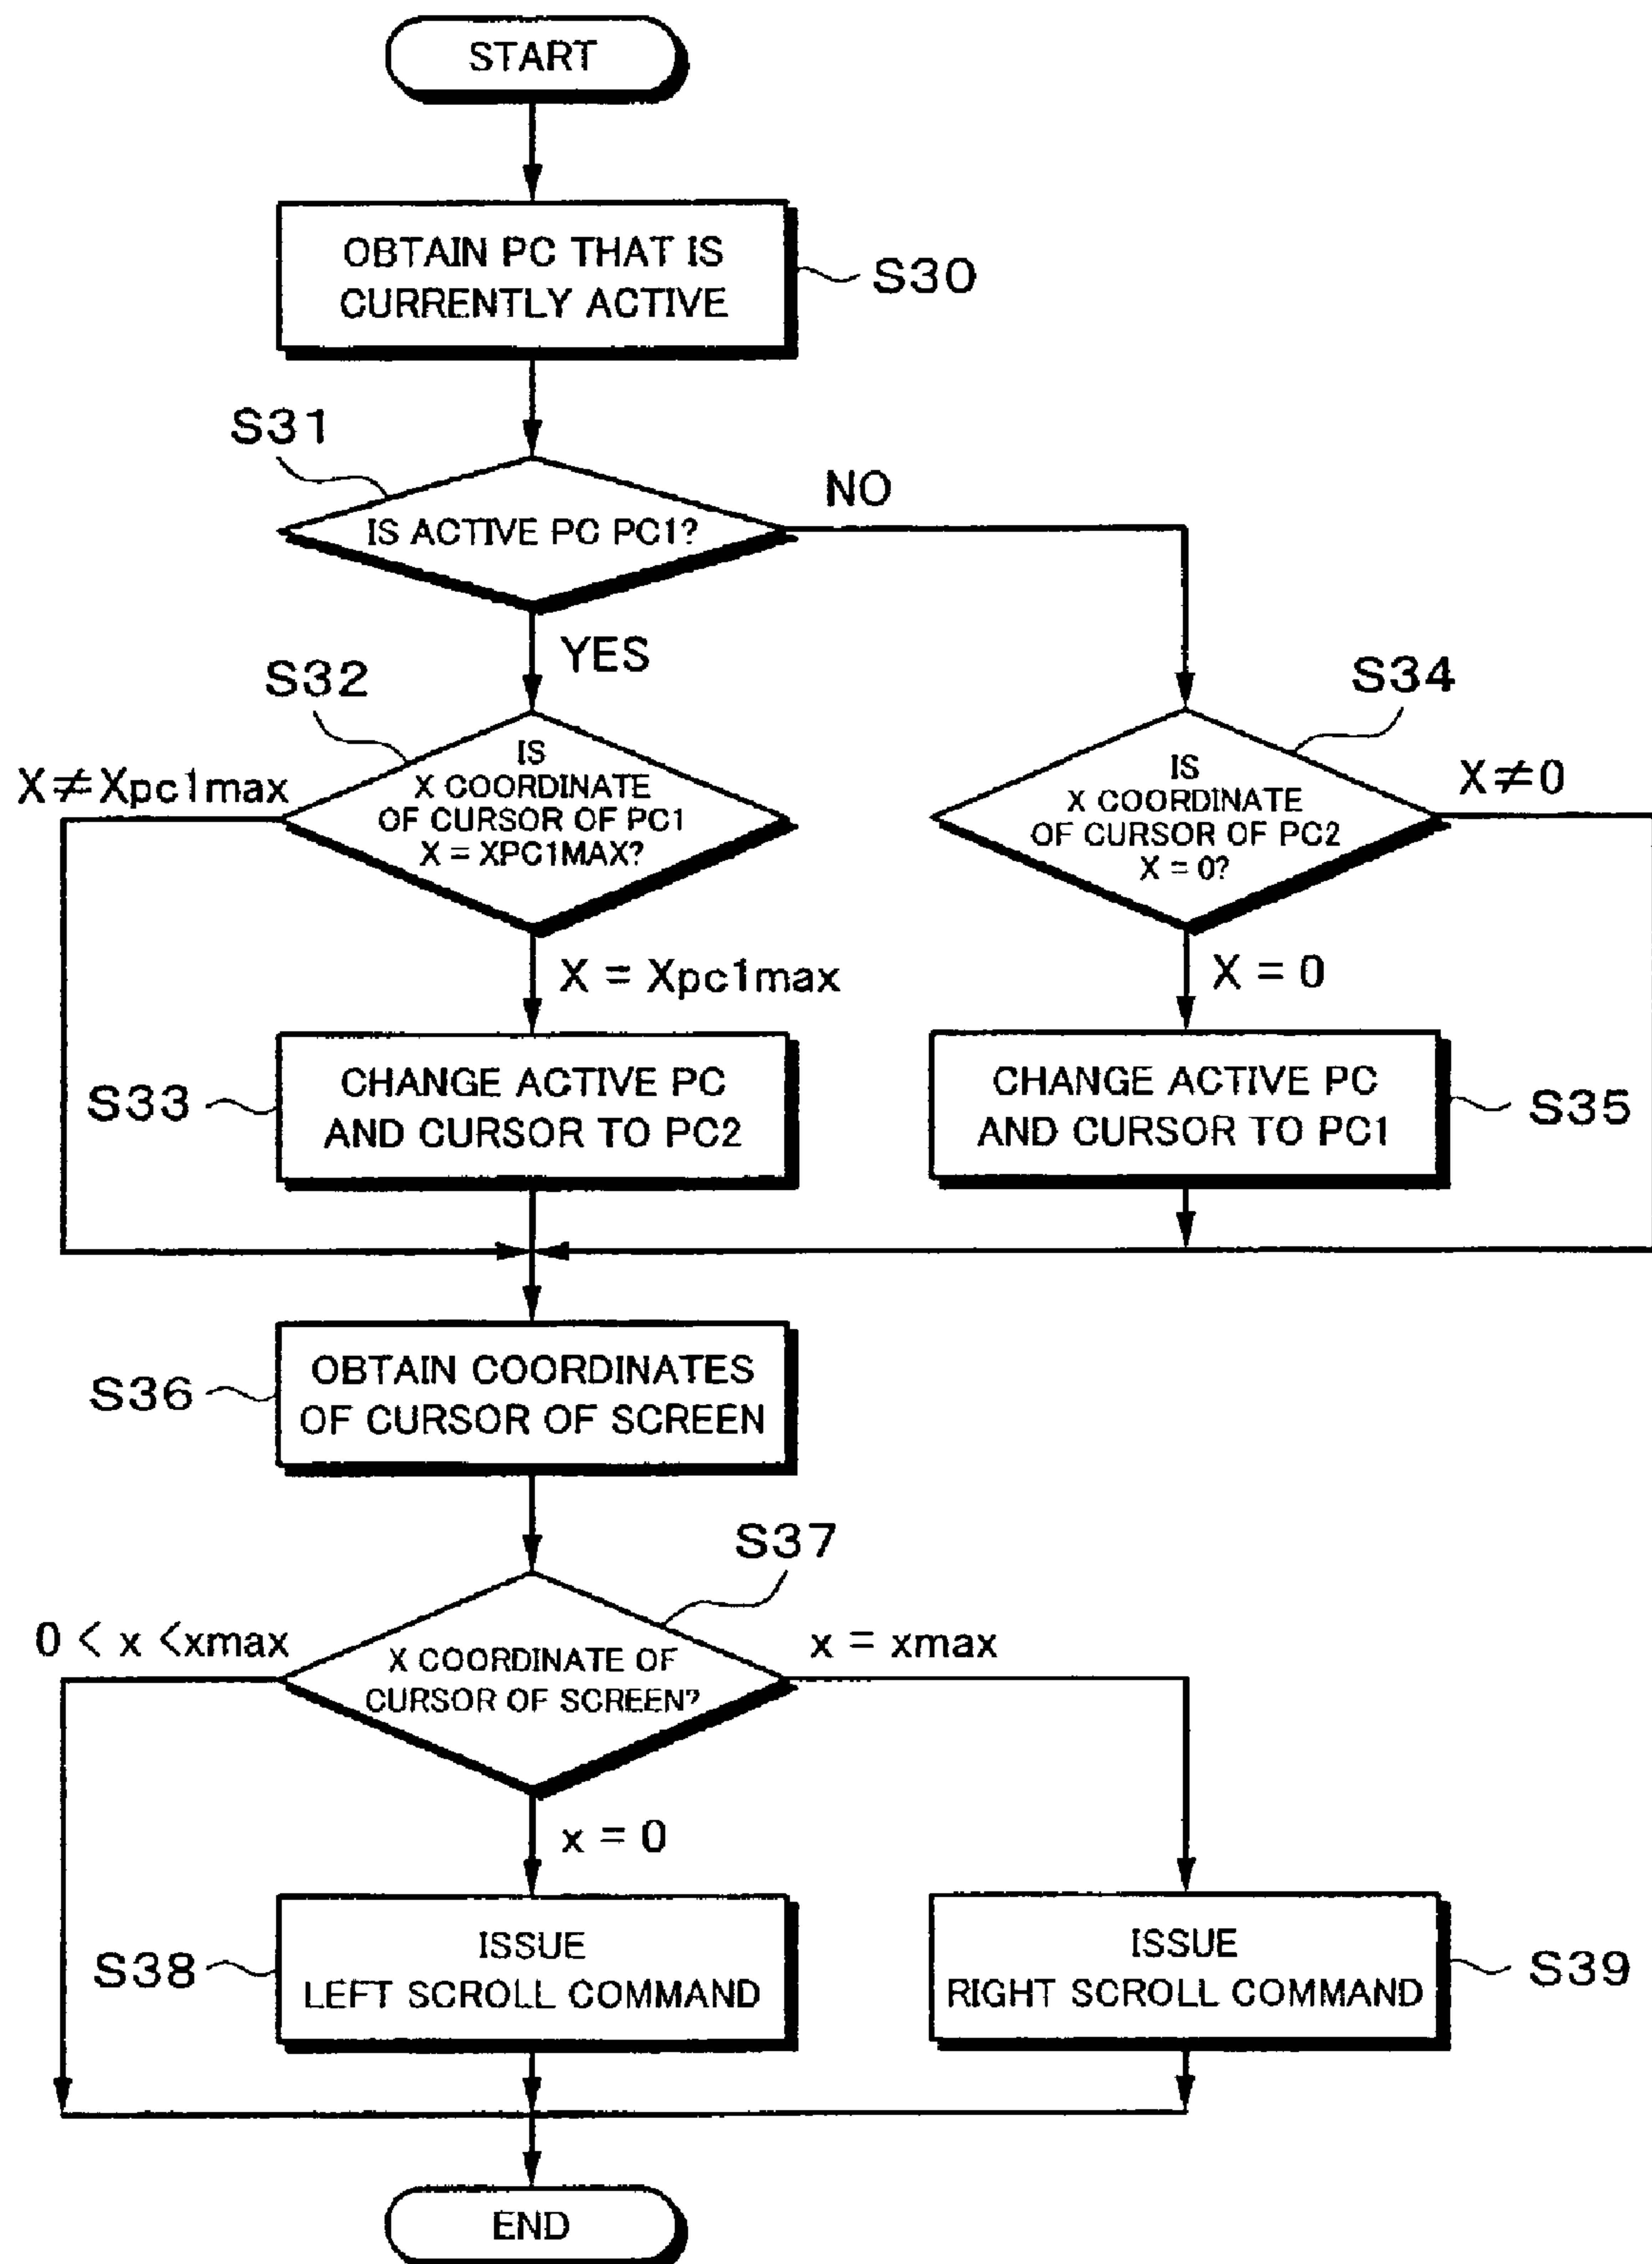 START
OBTAIN PC THAT IS
CURRENTLY ACTIVE
S30
S31
IS ACTIVE PC PC1?
NO
YES
S32
IS
X COORDINATE
OF CURSOR OF PC1
X = XPC1MAX?
X≠Xpc1max
X = Xpc1max
S34
IS
X COORDINATE
OF CURSOR OF PC2
X = 0?
X≠0
X = 0
S33
CHANGE ACTIVE PC
AND CURSOR TO PC2
CHANGE ACTIVE PC
AND CURSOR TO PC1
S35
S36
OBTAIN COORDINATES
OF CURSOR OF SCREEN
S37
0 < x <xmax
X COORDINATE OF
CURSOR OF SCREEN?
x = xmax
x = 0
S38
ISSUE
LEFT SCROLL COMMAND
ISSUE
RIGHT SCROLL COMMAND
S39
END